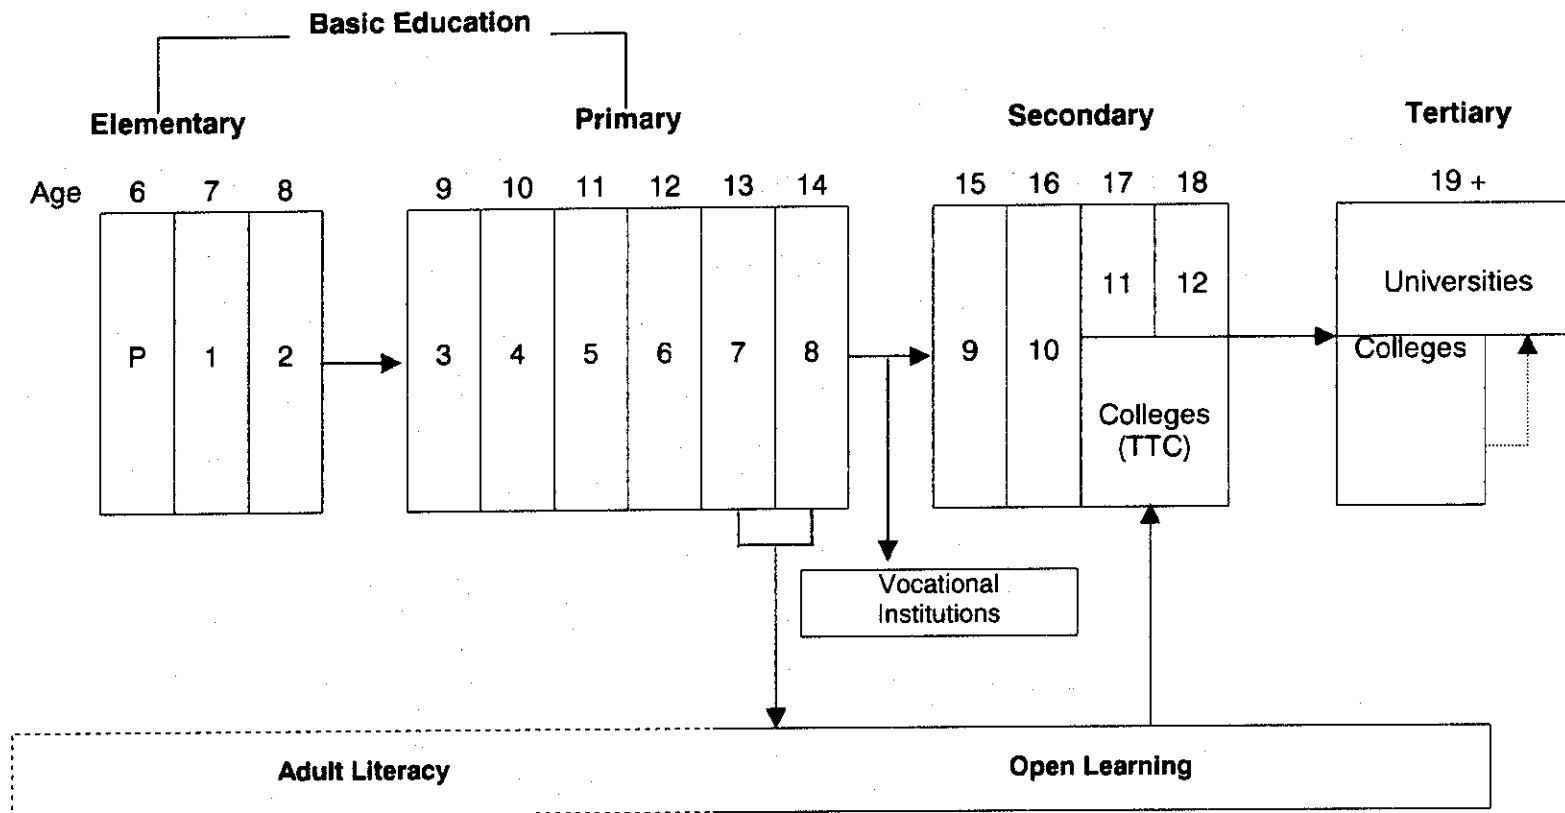 Basic Education
Elementary Primary Secondary Tertiary
Age 6 7 8 9 10 11 12 13 14 15 16 17 18 19 +
11 12 Universities
P 1 2 3 4 5 6 7 8 9 10 Colleges
Colleges
(TTC)
Vocational
Institutions
Adult Literacy Open Learning